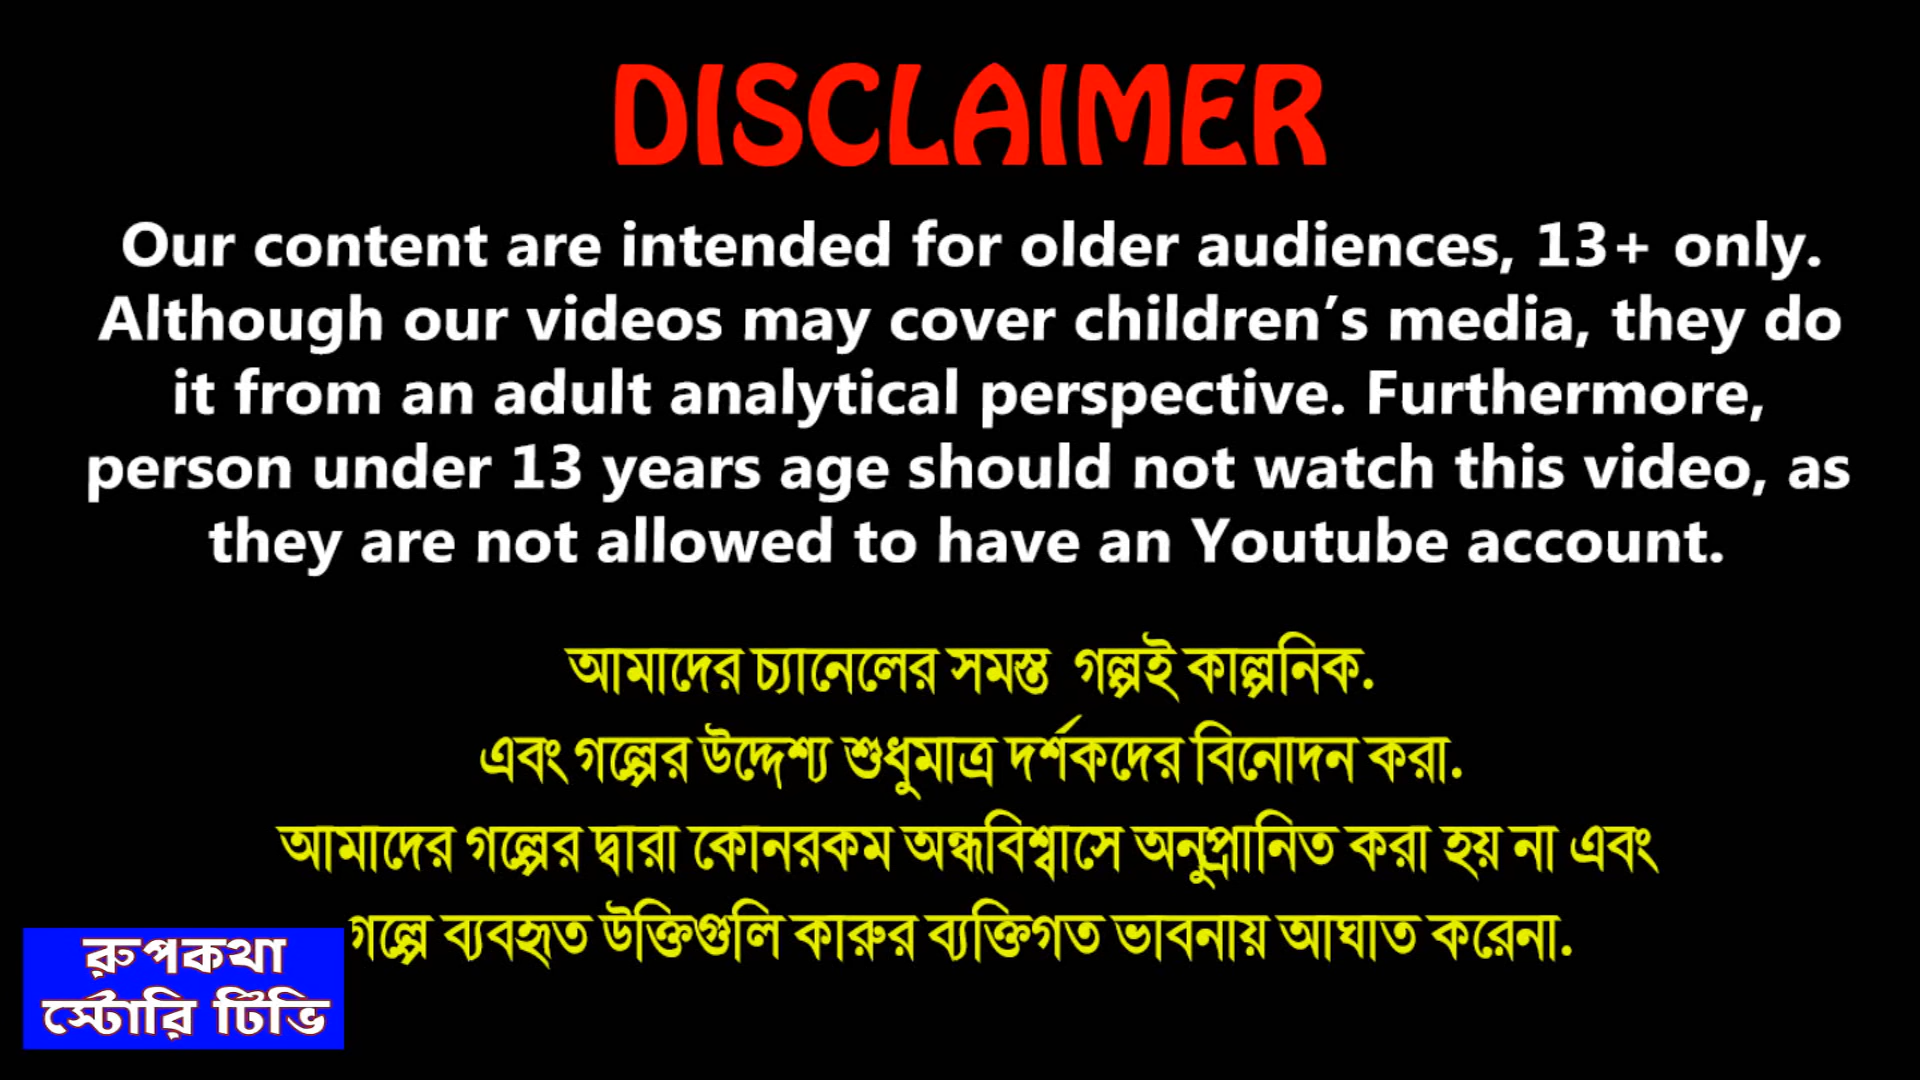 DISCLAIMER
Our content are intended for older audiences, 13+ only.
Although our videos may cover children’s media, they do
it from an adult analytical perspective. Furthermore,
person under 13 years age should not watch this video, as
they are not allowed to have an Youtube account.
আমাদের চ্যানেলের সমস্ত গল্পই কাল্পনিক.
এবং গল্পের উদ্দেশ্য শুধুমাত্র দর্শকদের বিনোদন করা.
আমাদের গল্পের দ্বারা কোনরকম অন্ধবিশ্বাসে অনুপ্রানিত করা হয় না এবং
গল্পে ব্যবহৃত উক্তিগুলি কারুর ব্যক্তিগত ভাবনায় আঘাত করেনা.
রুপকথা
স্টোরি টিভি